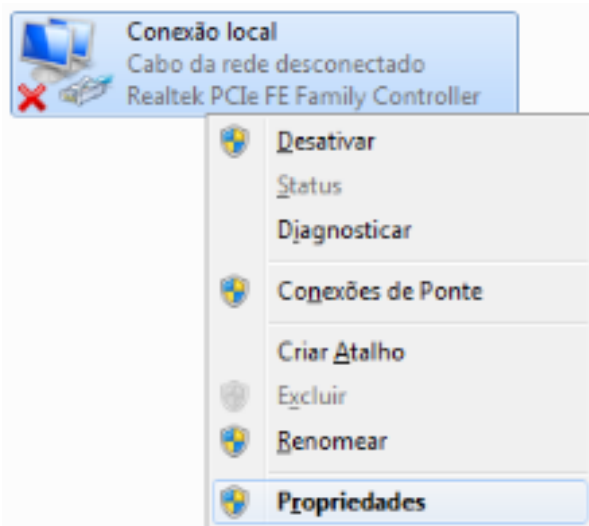 Conexão local
Cabo da rede desconectado
Realtek PCIe FE Family Controller
Desativar
Status
Diagnosticar
Conexões de Ponte
Criar Atalho
Excluir
Renomear
Propriedades